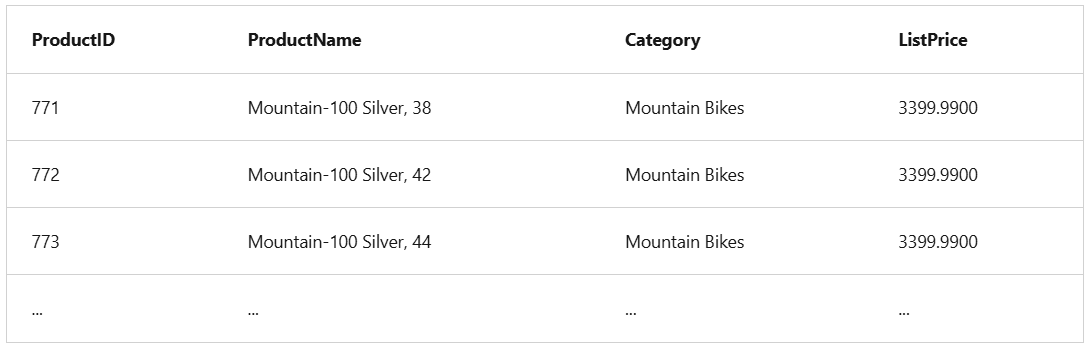 ProductID ProductName Category ListPrice
771 Mountain-100 Silver, 38 Mountain Bikes 3399.9900
772 Mountain-100 Silver, 42 Mountain Bikes 3399.9900
773 Mountain-100 Silver, 44 Mountain Bikes 3399.9900
... ... ... ...